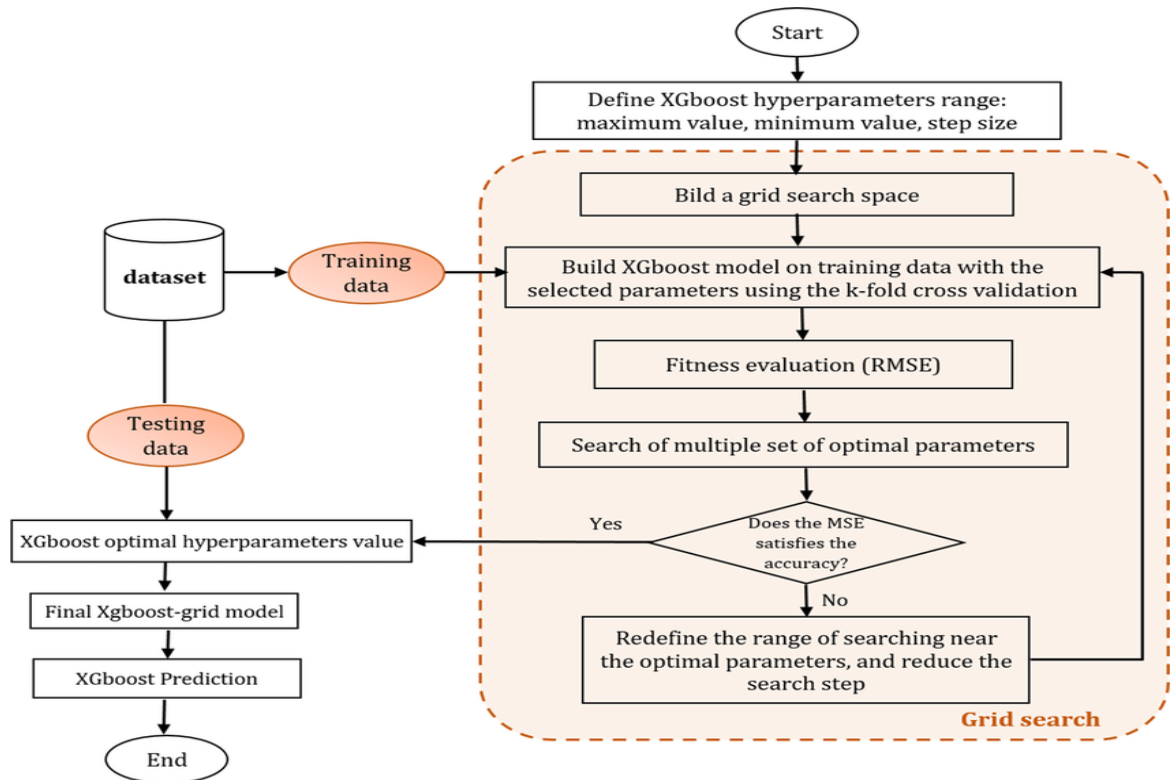 Start
Define XGboost hyperparameters range:
maximum value, minimum value, step size
Bild a grid search space
dataset
Training
data
Build XGboost model on training data with the
selected parameters using the k-fold cross validation
Fitness evaluation (RMSE)
Testing
data
Search of multiple set of optimal parameters
Yes
Does the MSE
satisfies the
accuracy?
XGboost optimal hyperparameters value
No
Final Xgboost-grid model
Redefine the range of searching near
the optimal parameters, and reduce the
search step
XGboost Prediction
Grid search
End